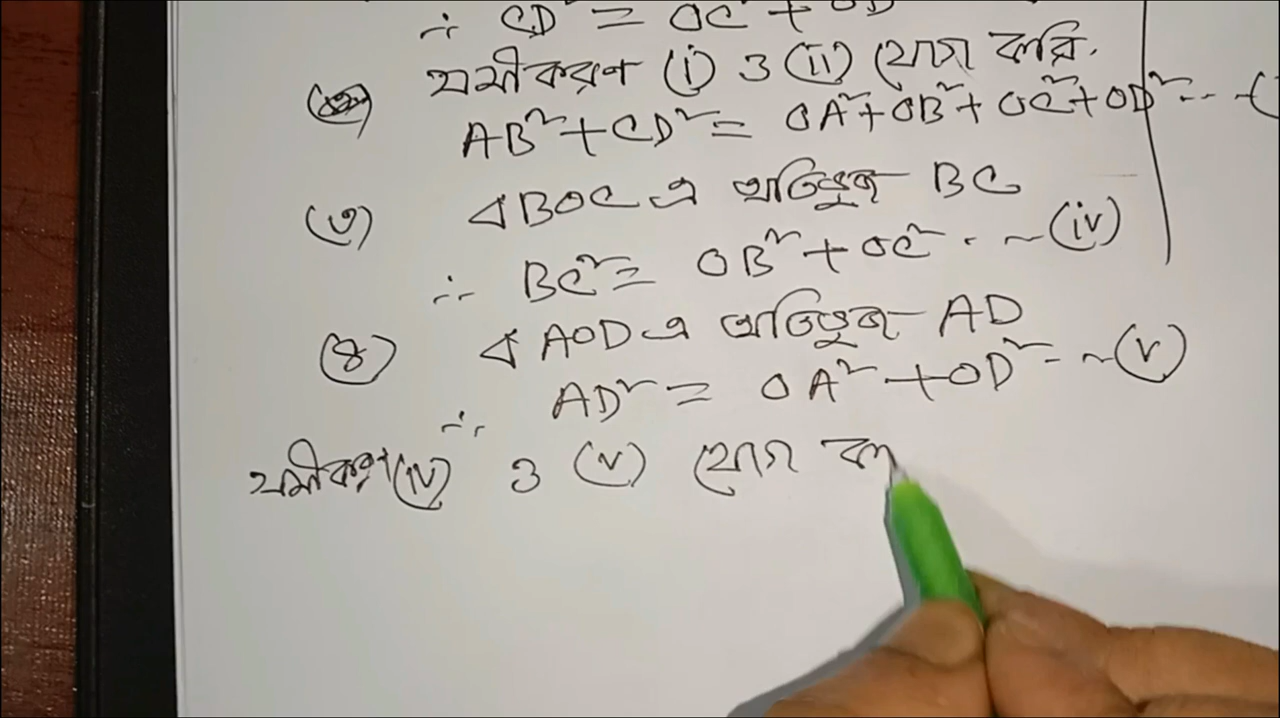 ∴ CD² = OC² + OD
সমীকরণ (i) ও (ii) যোগ করি.
AB² + CD² = OA² + OB² + OC² + OD² --- (
(৩) ⊿BOC এ অতিভুজ BC
∴ BC² = OB² + OC² . ~ (iv)
(৪) ⊿AOD এ অতিভুজ AD
∴ AD² = OA² + OD² - ~ (v)
সমীকরণ (iv) ও (v) যোগ কা